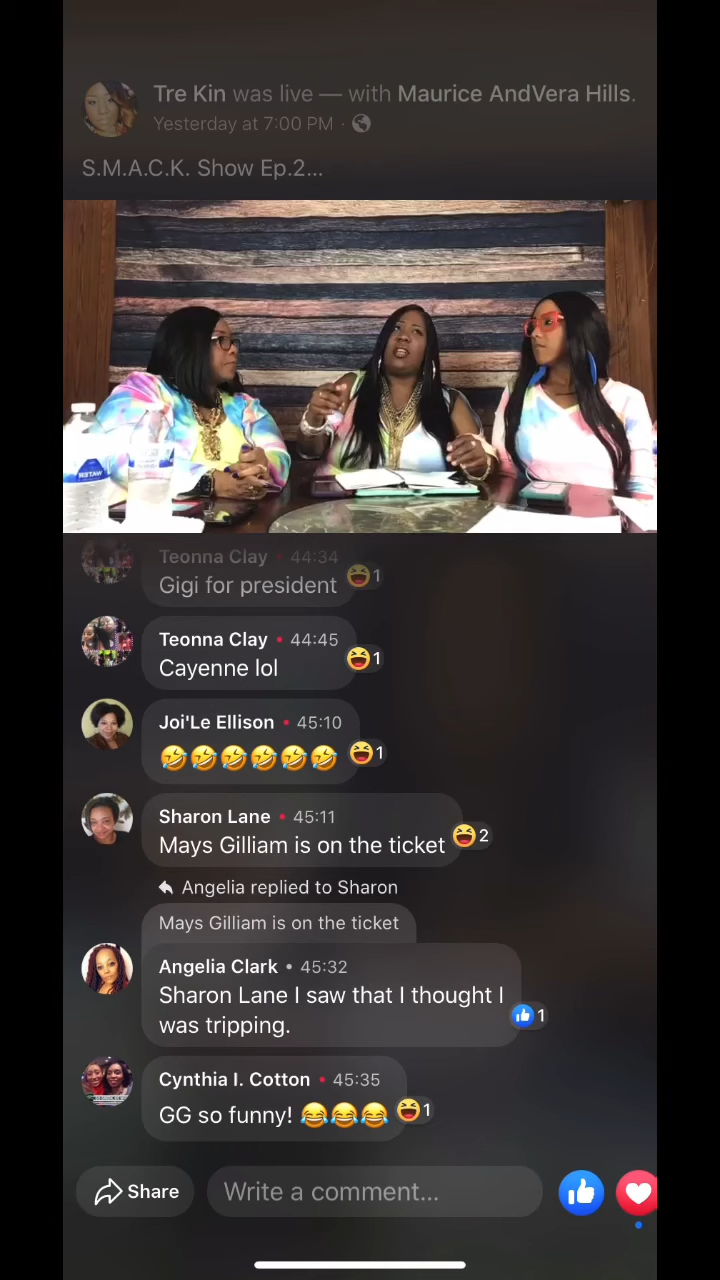 Tre Kin was live — with Maurice AndVera Hills.
Yesterday at 7:00 PM ·
S.M.A.C.K. Show Ep.2...
WATER
Teonna Clay • 44:34
Gigi for president
1
Teonna Clay • 44:45
Cayenne lol
1
Joi'Le Ellison • 45:10
🤣🤣🤣🤣🤣🤣
1
Sharon Lane • 45:11
Mays Gilliam is on the ticket
2
Angelia replied to Sharon
Mays Gilliam is on the ticket
Angelia Clark • 45:32
Sharon Lane I saw that I thought I
was tripping.
1
Cynthia I. Cotton • 45:35
GG so funny! 😂😂😂
1
Share
Write a comment...